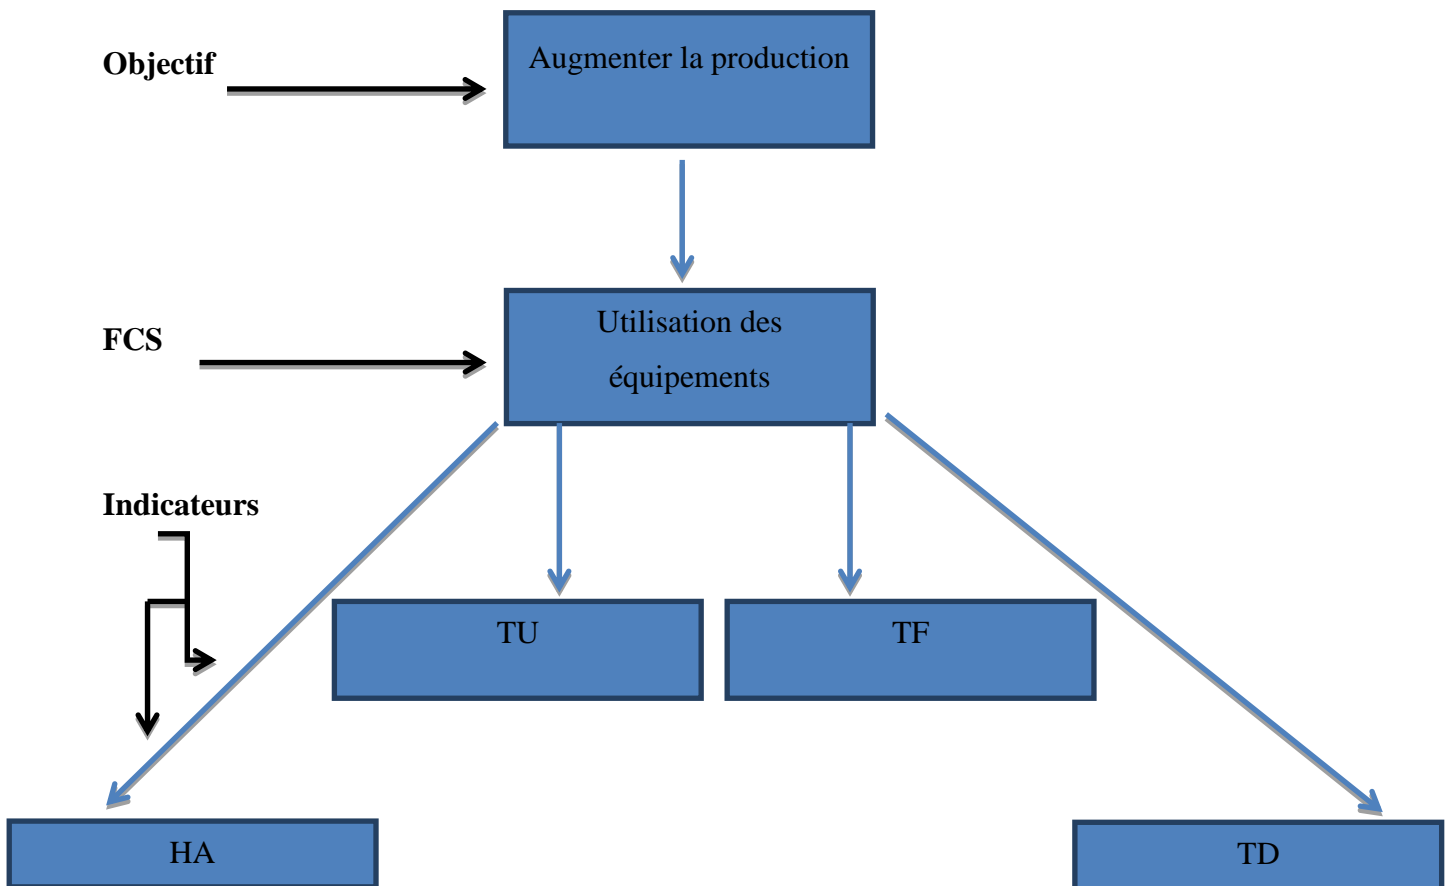 Objectif
Augmenter la production
FCS
Utilisation des
équipements
Indicateurs
TU
TF
HA
TD